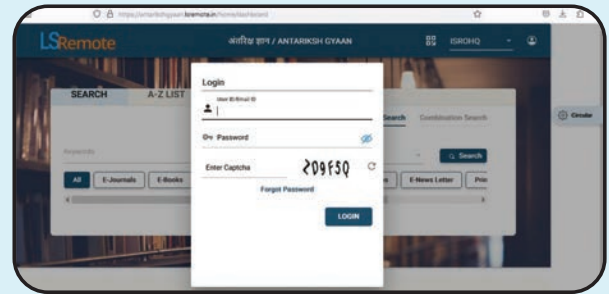 https://antarikshgyaan.lsremote.in/home/dashboard
LSRemote
अंतरिक्ष ज्ञान / ANTARIKSH GYAAN
ISROHQ
Login
SEARCH
A-Z LIST
User ID/Email ID
Search
Combination Search
Circular
Password
Keywords
Search
Enter Captcha
2D9F5Q
All
E-Journals
E-Books
E-News Letter
Forgot Password
LOGIN